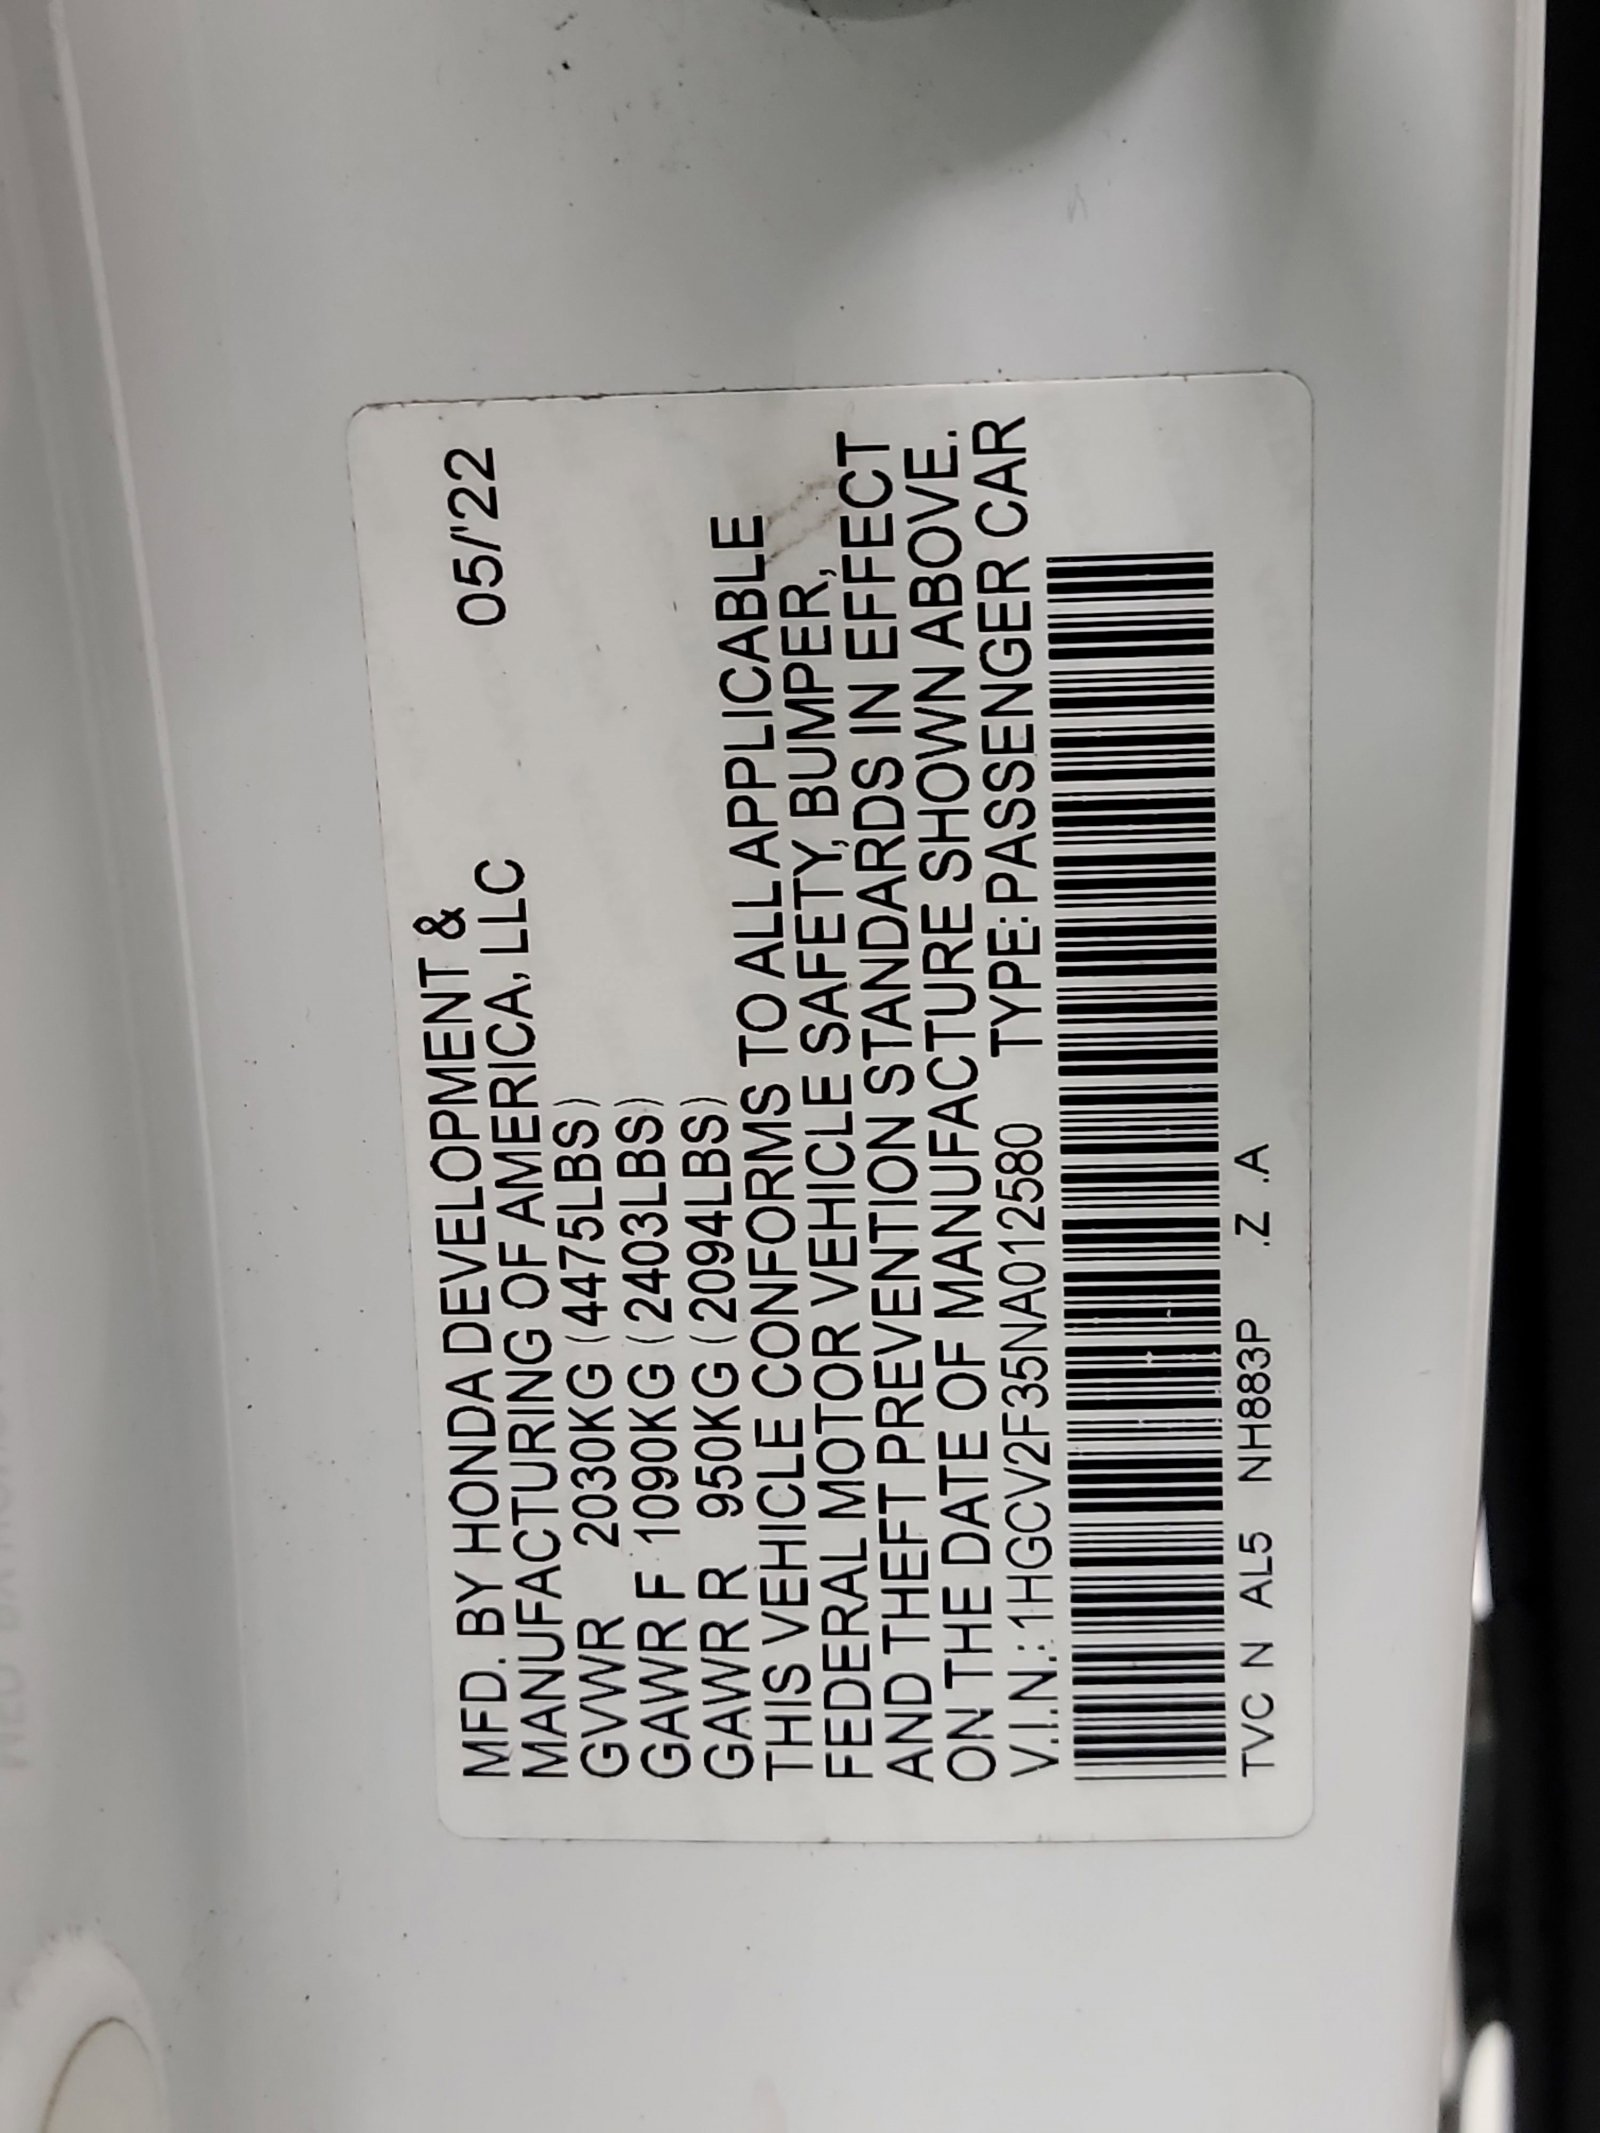 MFD. BY HONDA DEVELOPMENT & 05/'22
MANUFACTURING OF AMERICA, LLC
GVWR 2030KG (4475LBS)
GAWR F 1090KG (2403LBS)
GAWR R 950KG (2094LBS)
THIS VEHICLE CONFORMS TO ALL APPLICABLE
FEDERAL MOTOR VEHICLE SAFETY, BUMPER,
AND THEFT PREVENTION STANDARDS IN EFFECT
ON THE DATE OF MANUFACTURE SHOWN ABOVE.
V.I.N.:1HGCV2F35NA012580 TYPE:PASSENGER CAR
TVC N AL5 NH883P .Z .A